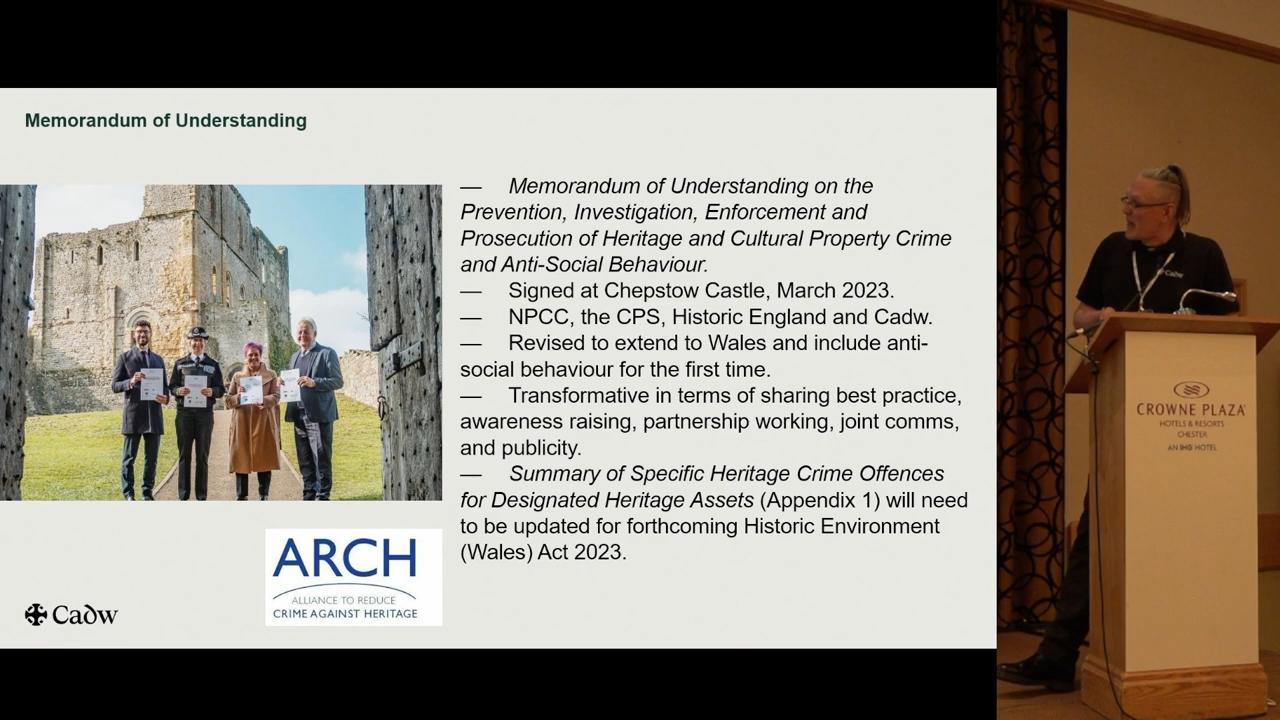 Memorandum of Understanding
— Memorandum of Understanding on the
Prevention, Investigation, Enforcement and
Prosecution of Heritage and Cultural Property Crime
and Anti-Social Behaviour.
— Signed at Chepstow Castle, March 2023.
— NPCC, the CPS, Historic England and Cadw.
— Revised to extend to Wales and include anti-
social behaviour for the first time.
— Transformative in terms of sharing best practice,
awareness raising, partnership working, joint comms,
and publicity.
— Summary of Specific Heritage Crime Offences
for Designated Heritage Assets (Appendix 1) will need
to be updated for forthcoming Historic Environment
(Wales) Act 2023.
ARCH
ALLIANCE TO REDUCE
CRIME AGAINST HERITAGE
Cadw
Cadw
CROWNE PLAZA
HOTELS & RESORTS
CHESTER
AN IHG HOTEL